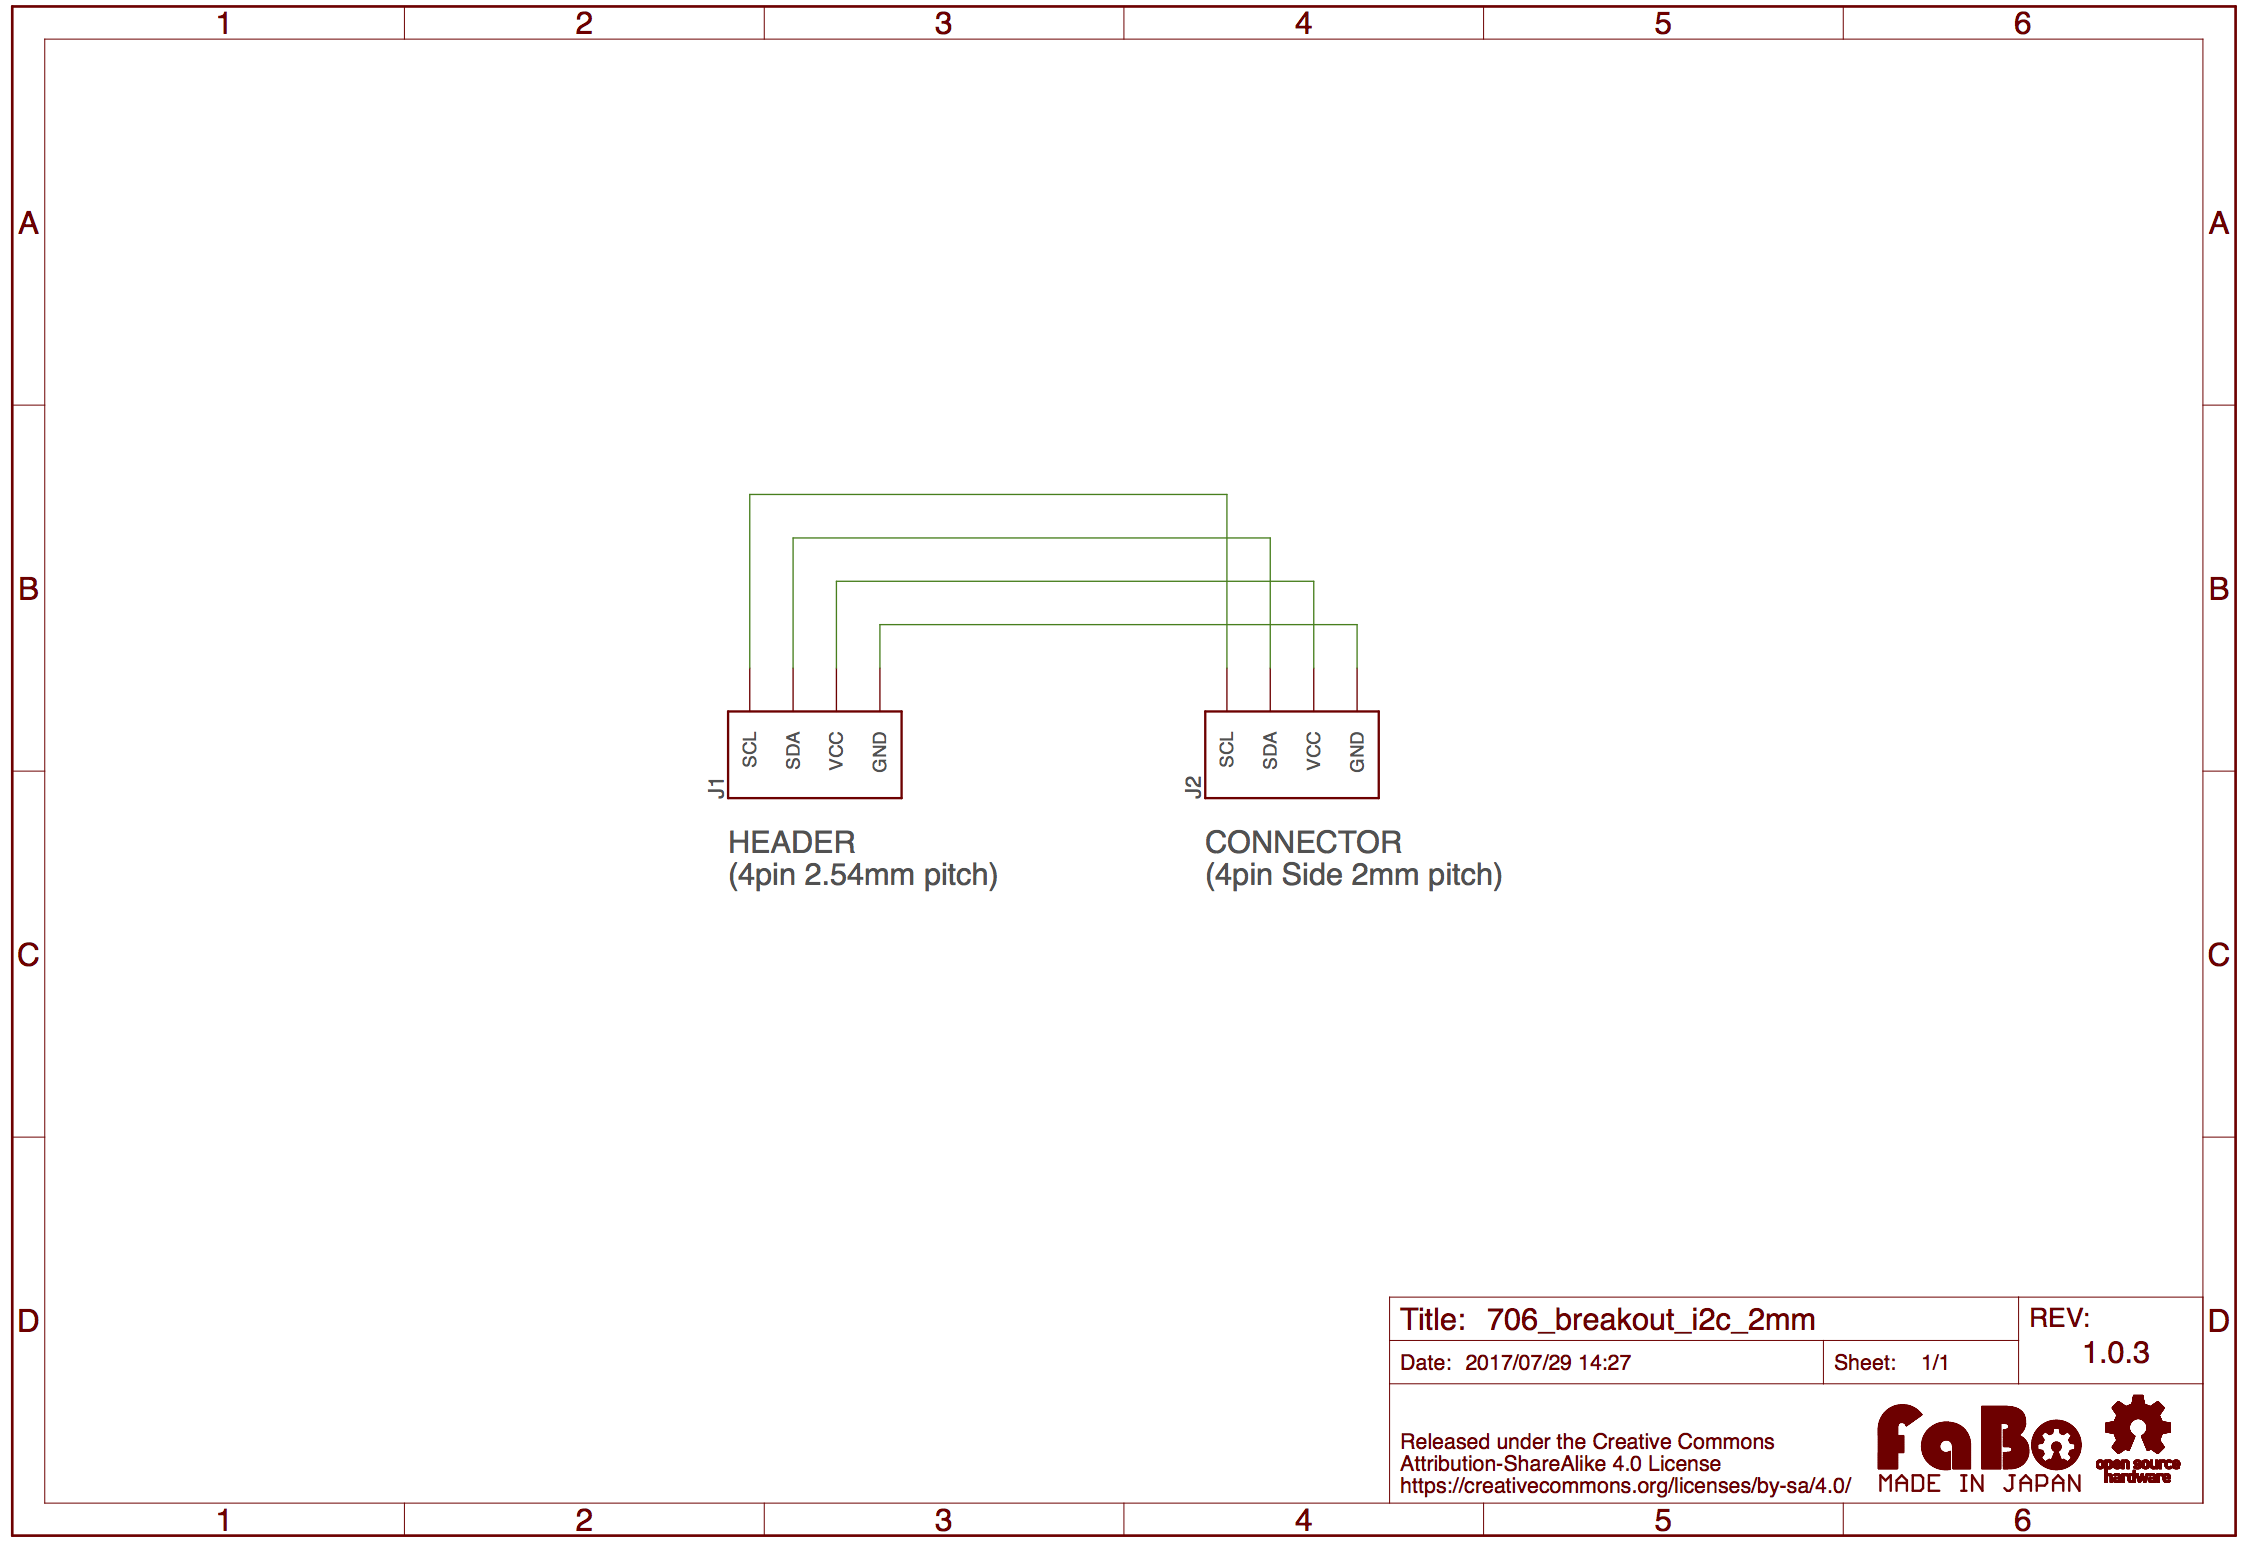 1 2 3 4 5 6
A A
B B
SCL SDA VCC GND SCL SDA VCC GND
J1 J2
HEADER CONNECTOR
(4pin 2.54mm pitch) (4pin Side 2mm pitch)
C C
D D
Title: 706_breakout_i2c_2mm
REV:
1.0.3
Date: 2017/07/29 14:27
Sheet: 1/1
Released under the Creative Commons
Attribution-ShareAlike 4.0 License
https://creativecommons.org/licenses/by-sa/4.0/
FaBo
MADE IN JAPAN
open source
hardware
1 2 3 4 5 6